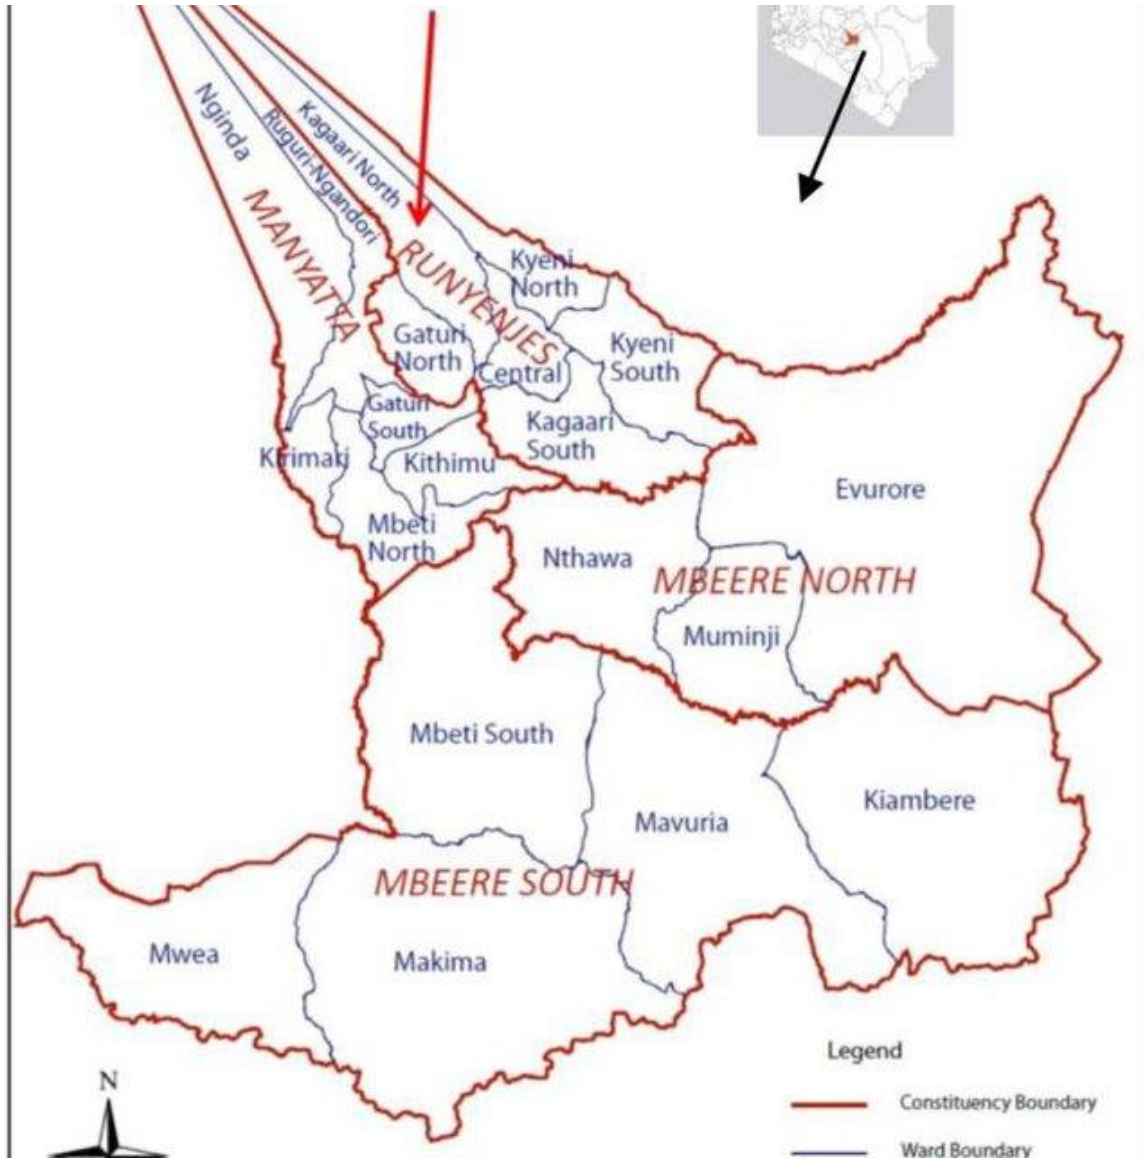 Nginda
Ruguri-Ngandori
Kagaari North
MANYATTA
RUNYENJES
Kyeni
North
Gaturi
North
Central
Kyeni
South
Gaturi
South
Kagaari
South
Kirimari
Kithimu
Evurore
Mbeti
North
Nthawa
MBEERE NORTH
Muminji
Mbeti South
Kiambere
Mavuria
MBEERE SOUTH
Mwea
Makima
Legend
N
Constituency Boundary
Ward Boundary